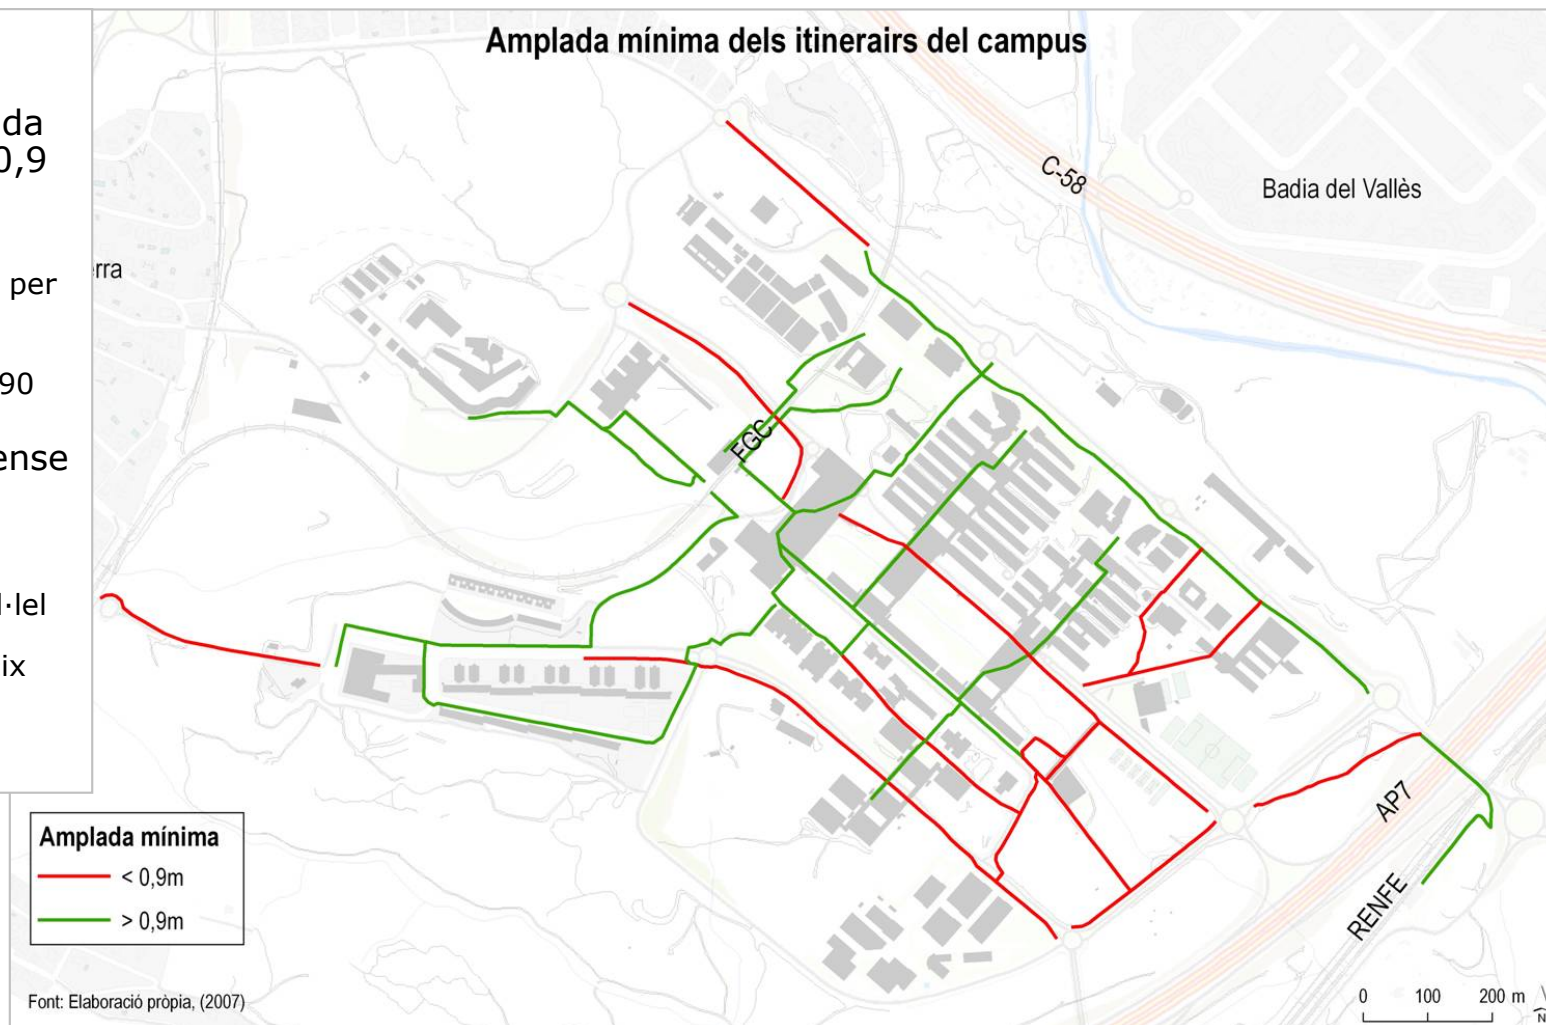 Amplada mínima dels itinerairs del campus
da
0,9
per
90
ense
l·lel
ix
rra
C-58
Badia del Vallès
FGC
AP7
RENFE
Amplada mínima
< 0,9m
> 0,9m
Font: Elaboració pròpia, (2007)
0 100 200 m
N